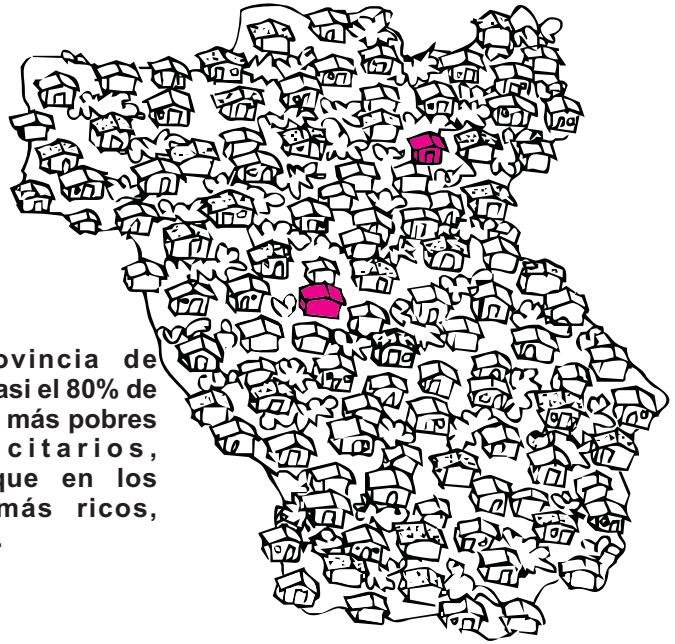 ovincia de
asi el 80% de
más pobres
citarios,
que en los
más ricos,
.